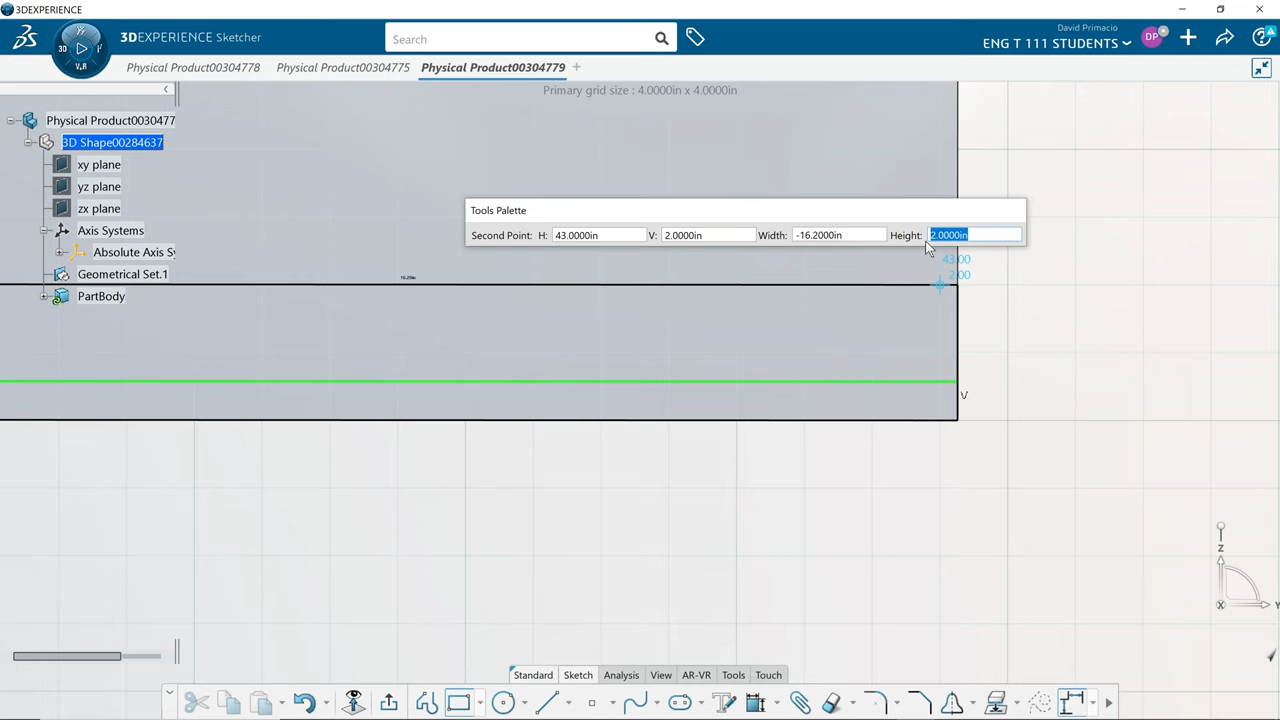 3DEXPERIENCE
3DEXPERIENCE Sketcher
Search
David Primacio
ENG T 111 STUDENTS
DP
3D
V,R
Physical Product00304778
Physical Product00304775
Physical Product00304779
Primary grid size : 4.0000in x 4.0000in
Physical Product0030477
3D Shape00284637
xy plane
yz plane
zx plane
Axis Systems
Absolute Axis S
Geometrical Set.1
PartBody
Tools Palette
Second Point: H: 43.0000in V: 2.0000in Width: -16.2000in Height: 2.0000in
43.00
2.00
V
Z
X
Y
Standard Sketch Analysis View AR-VR Tools Touch